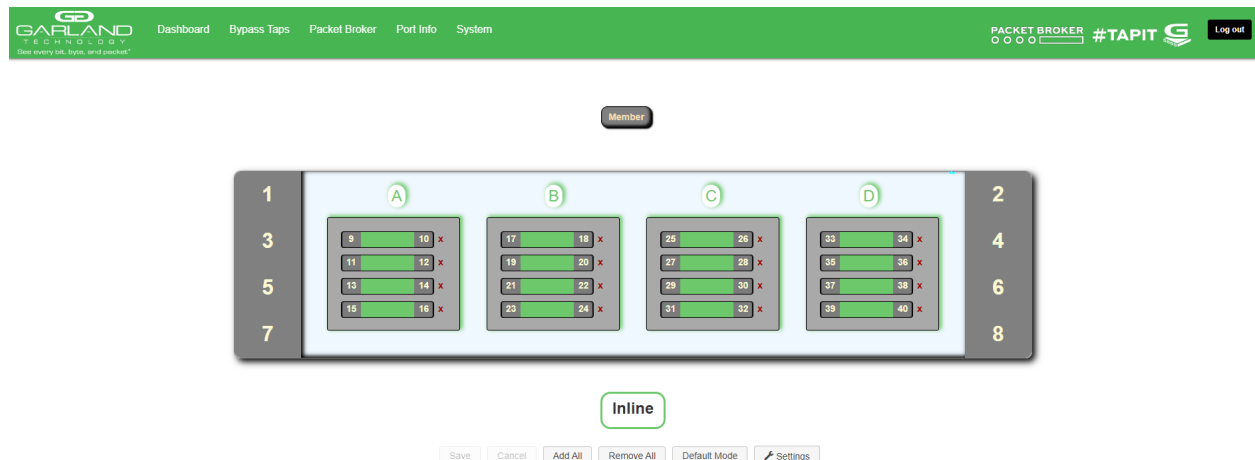 GARLAND
TECHNOLOGY
See every bit, byte, and packet®
Dashboard Bypass Taps Packet Broker Port Info System
PACKET BROKER
#TAPIT
Log out
Member
1 A B C D 2
3 9 10 x 17 18 x 25 26 x 33 34 x 4
11 12 x 19 20 x 27 28 x 35 36 x
5 13 14 x 21 22 x 29 30 x 37 38 x 6
15 16 x 23 24 x 31 32 x 39 40 x
7 8
Inline
Save Cancel Add All Remove All Default Mode Settings